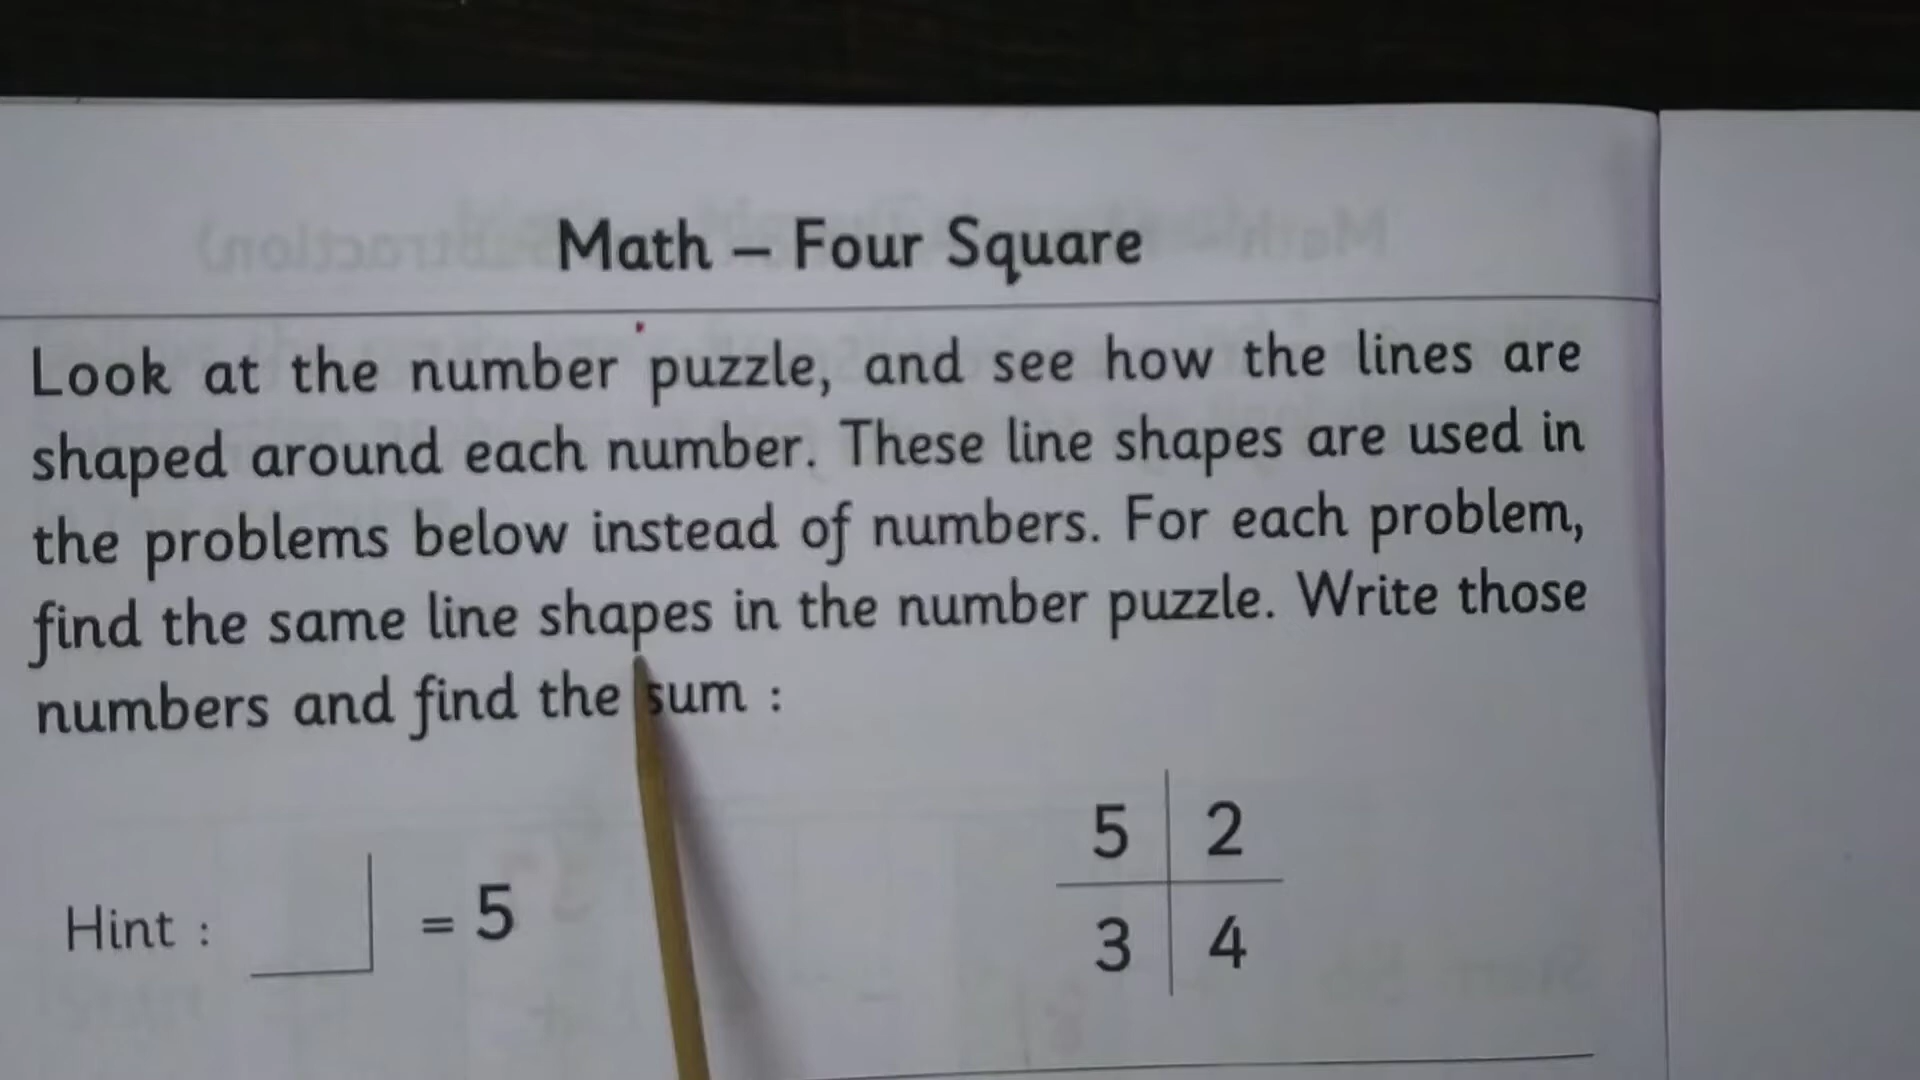 Math – Four Square
Look at the number puzzle, and see how the lines are
shaped around each number. These line shapes are used in
the problems below instead of numbers. For each problem,
find the same line shapes in the number puzzle. Write those
numbers and find the sum :
5 2
Hint : = 5
3 4